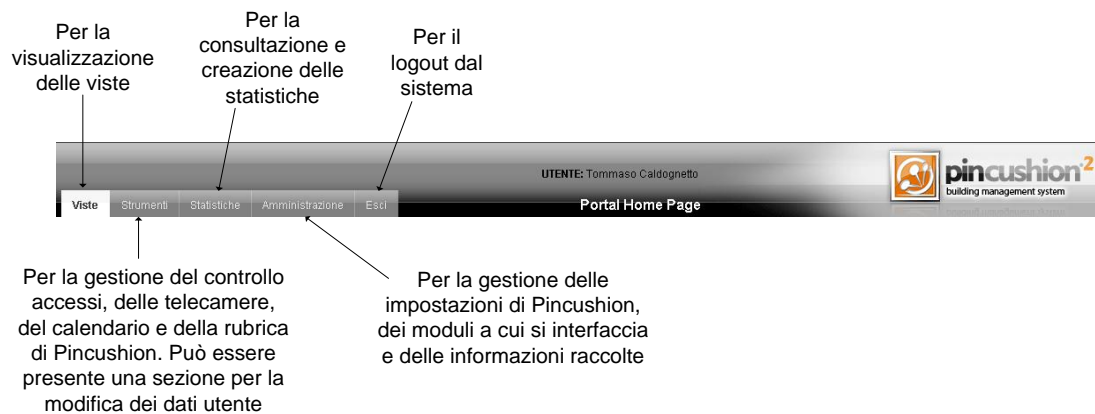 Per la
visualizzazione
delle viste
Per la
consultazione e
creazione delle
statistiche
Per il
logout dal
sistema
UTENTE: Tommaso Caldognetto
pincushion·2
building management system
Viste Strumenti Statistiche Amministrazione Esci
Portal Home Page
Per la gestione del controllo
accessi, delle telecamere,
del calendario e della rubrica
di Pincushion. Può essere
presente una sezione per la
modifica dei dati utente
Per la gestione delle
impostazioni di Pincushion,
dei moduli a cui si interfaccia
e delle informazioni raccolte